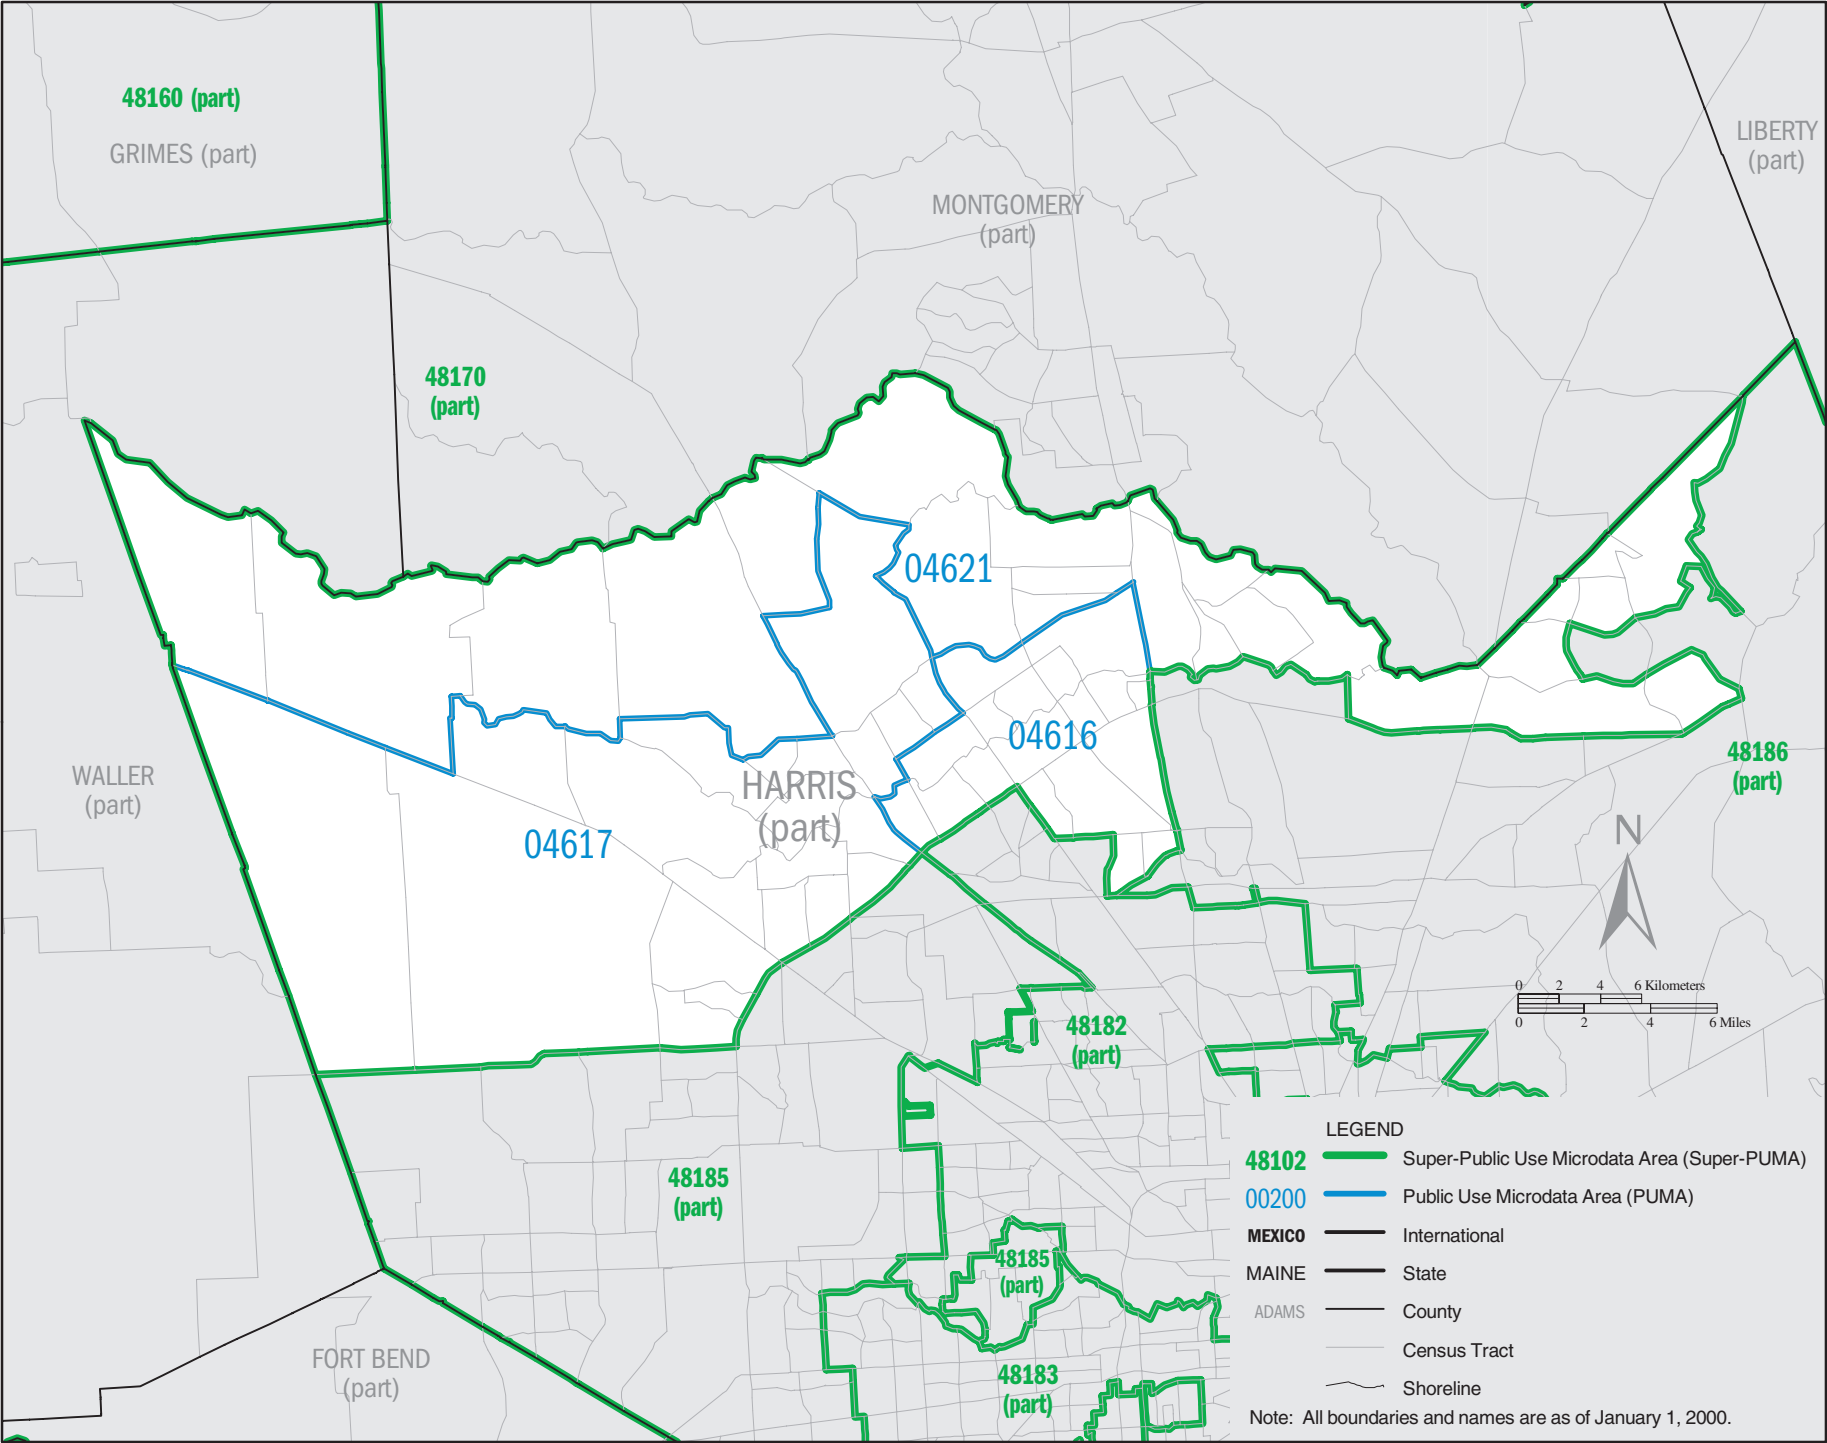 48160 (part)
GRIMES (part)
LIBERTY
(part)
MONTGOMERY
(part)
48170
(part)
04621
04616
48186
(part)
WALLER
(part)
HARRIS
(part)
04617
N
0 2 4 6 Kilometers
0 2 4 6 Miles
48182
(part)
48185
(part)
48185
(part)
FORT BEND
(part)
48183
(part)
LEGEND
48102 Super-Public Use Microdata Area (Super-PUMA)
00200 Public Use Microdata Area (PUMA)
MEXICO International
MAINE State
ADAMS County
Census Tract
Shoreline
Note: All boundaries and names are as of January 1, 2000.